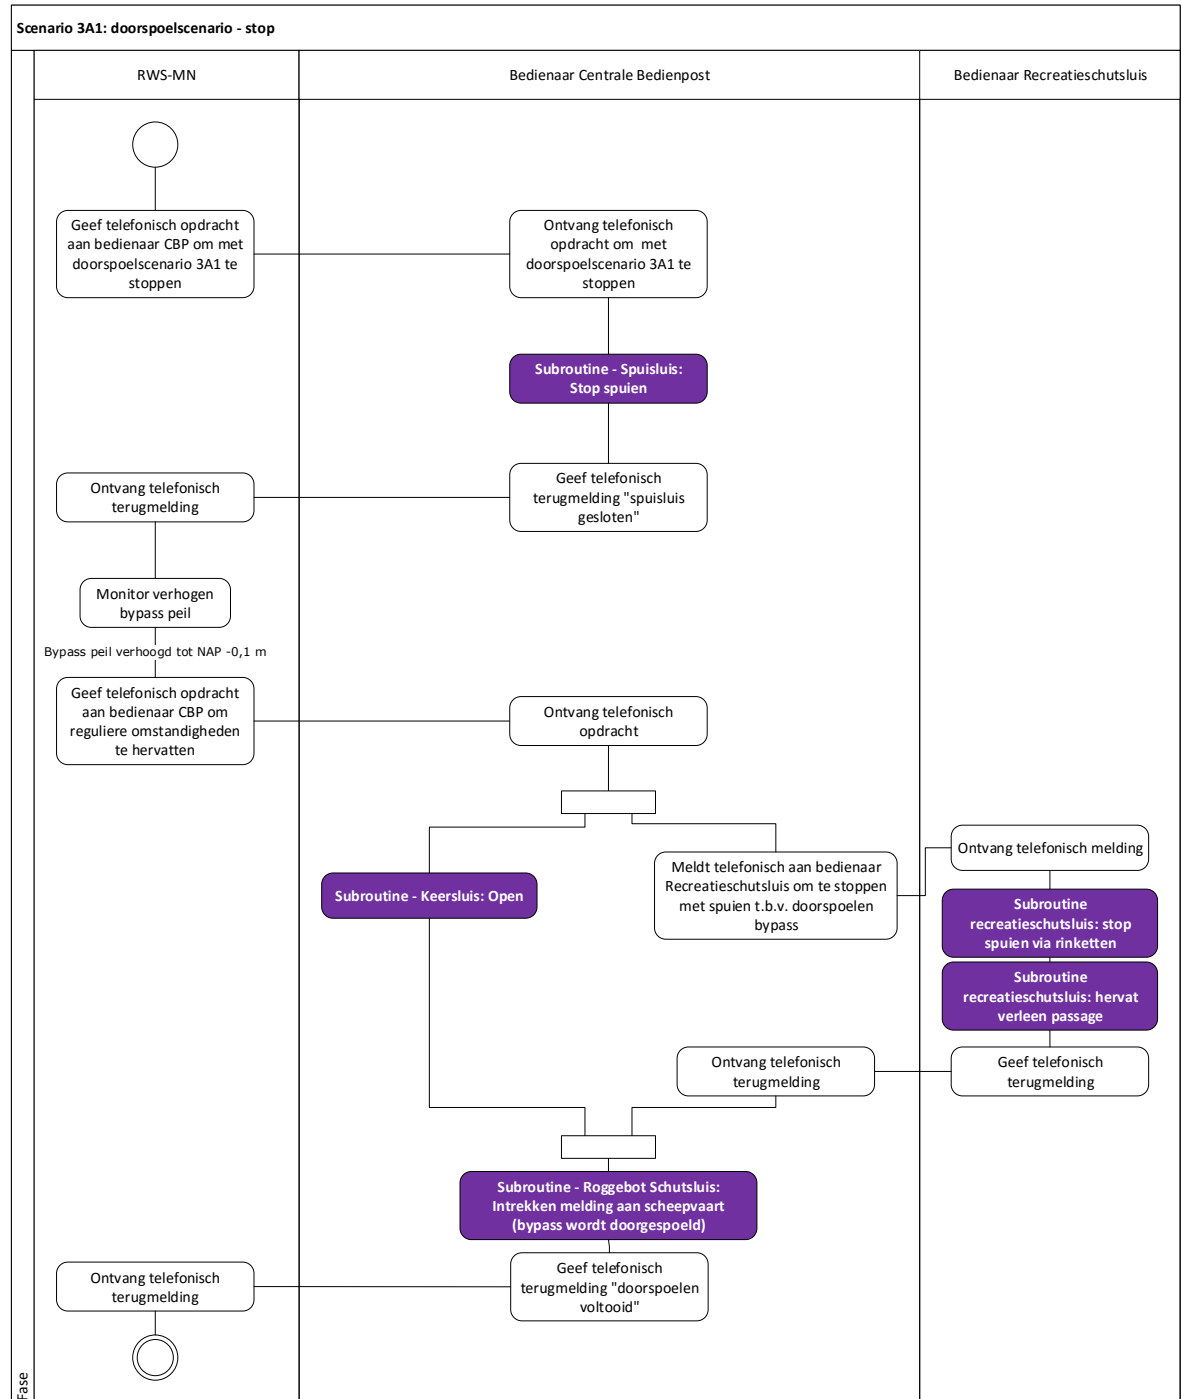 Scenario 3A1: doorspoelscenario - stop
RWS-MN
Bedienaar Centrale Bedienpost
Bedienaar Recreatieschutsluis
Geef telefonisch opdracht
aan bedienaar CBP om met
doorspoelscenario 3A1 te
stoppen
Ontvang telefonisch
opdracht om met
doorspoelscenario 3A1 te
stoppen
Subroutine - Spuisluis:
Stop spuien
Geef telefonisch
terugmelding "spuisluis
gesloten"
Ontvang telefonisch
terugmelding
Monitor verhogen
bypass peil
Bypass peil verhoogd tot NAP -0,1 m
Geef telefonisch opdracht
aan bedienaar CBP om
reguliere omstandigheden
te hervatten
Ontvang telefonisch
opdracht
Subroutine - Keersluis: Open
Meldt telefonisch aan bedienaar
Recreatieschutsluis om te stoppen
met spuien t.b.v. doorspoelen
bypass
Ontvang telefonisch melding
Subroutine
recreatieschutsluis: stop
spuien via rinketten
Subroutine
recreatieschutsluis: hervat
verleen passage
Geef telefonisch
terugmelding
Ontvang telefonisch
terugmelding
Subroutine - Roggebot Schutsluis:
Intrekken melding aan scheepvaart
(bypass wordt doorgespoeld)
Geef telefonisch
terugmelding "doorspoelen
voltooid"
Ontvang telefonisch
terugmelding
Fase